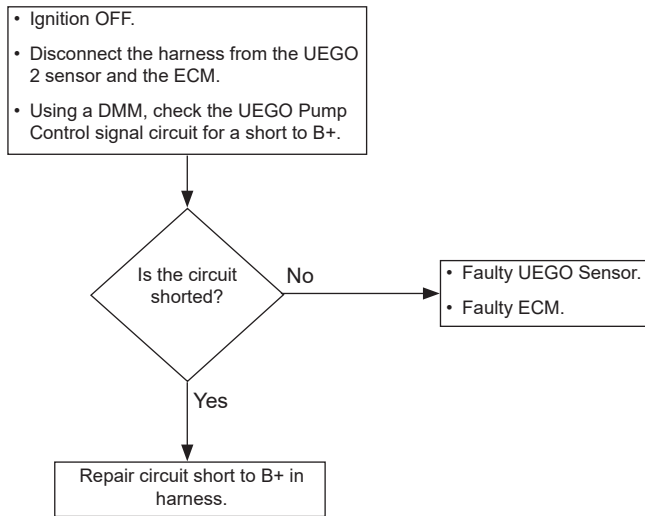 • Ignition OFF.
• Disconnect the harness from the UEGO
2 sensor and the ECM.
• Using a DMM, check the UEGO Pump
Control signal circuit for a short to B+.
Is the circuit
shorted?
No
• Faulty UEGO Sensor.
• Faulty ECM.
Yes
Repair circuit short to B+ in
harness.